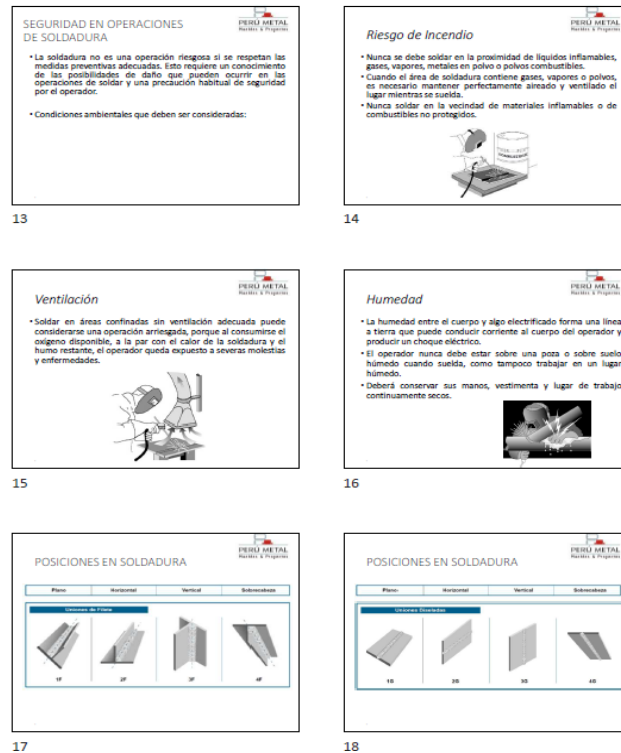 SEGURIDAD EN OPERACIONES
DE SOLDADURA
PERÚ METAL
• La soldadura no es una operación riesgosa si se respetan las
medidas preventivas adecuadas. Esto requiere un conocimiento
de las posibilidades de daño que pueden ocurrir en las
operaciones de soldar y una precaución habitual de seguridad
por el operador.
• Condiciones ambientales que deben ser consideradas:
13
Riesgo de Incendio
PERÚ METAL
• Nunca se debe soldar en la proximidad de líquidos inflamables,
gases, vapores, metales en polvo o polvos combustibles.
• Cuando el área de soldadura contiene gases, vapores o polvos,
es necesario mantener perfectamente aireado y ventilado el
lugar mientras se suelda.
• Nunca soldar en la vecindad de materiales inflamables o de
combustibles no protegidos.
14
Ventilación
PERÚ METAL
• Soldar en áreas confinadas sin ventilación adecuada puede
considerarse una operación arriesgada, porque al consumirse el
oxígeno disponible, a la par con el calor de la soldadura y el
humo restante, el operador queda expuesto a severas molestias
y enfermedades.
15
Humedad
PERÚ METAL
• La humedad entre el cuerpo y algo electrificado forma una línea
a tierra que puede conducir corriente al cuerpo del operador y
producir un choque eléctrico.
• El operador nunca debe estar sobre una poza o sobre suelo
húmedo cuando suelda, como tampoco trabajar en un lugar
húmedo.
• Deberá conservar sus manos, vestimenta y lugar de trabajo
continuamente secos.
16
POSICIONES EN SOLDADURA
PERÚ METAL
Plano Horizontal Vertical Sobrecabeza
Uniones de Filete
1F 2F 3F 4F
17
POSICIONES EN SOLDADURA
PERÚ METAL
Plano Horizontal Vertical Sobrecabeza
Uniones Biseladas
1G 2G 3G 4G
18